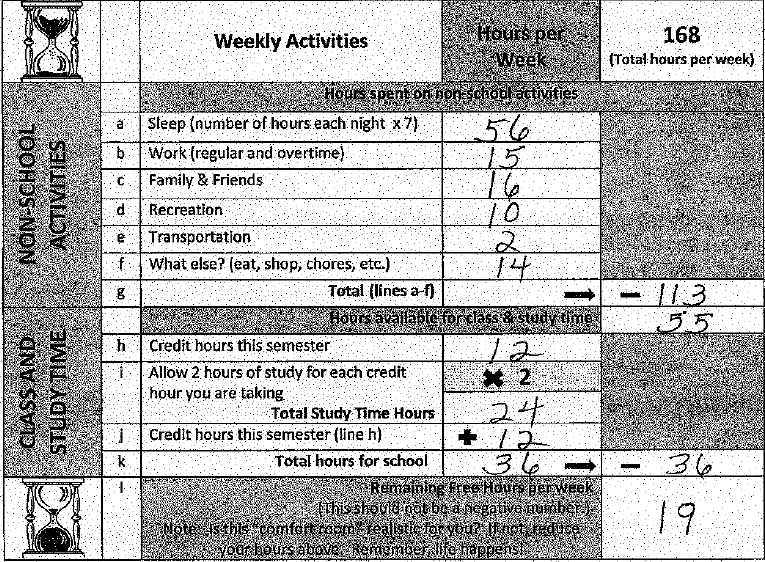 Weekly Activities Hours per Week 168 (Total hours per week)
NON-SCHOOL ACTIVITIES
Hours spent on non-school activities
a Sleep (number of hours each night x 7) 56
b Work (regular and overtime) 15
c Family & Friends 16
d Recreation 10
e Transportation 2
f What else? (eat, shop, chores, etc.) 14
g Total (lines a-f) → − 113
CLASS AND STUDY TIME
Hours available for class & study time 55
h Credit hours this semester 12
i Allow 2 hours of study for each credit × 2
hour you are taking
Total Study Time Hours 24
j Credit hours this semester (line h) + 12
k Total hours for school 36 → − 36
l Remaining Free Hours per week 19
(This should not be a negative number.)
Note: Is this "comfort room" realistic for you? If not, reduce
your hours above. Remember, life happens!